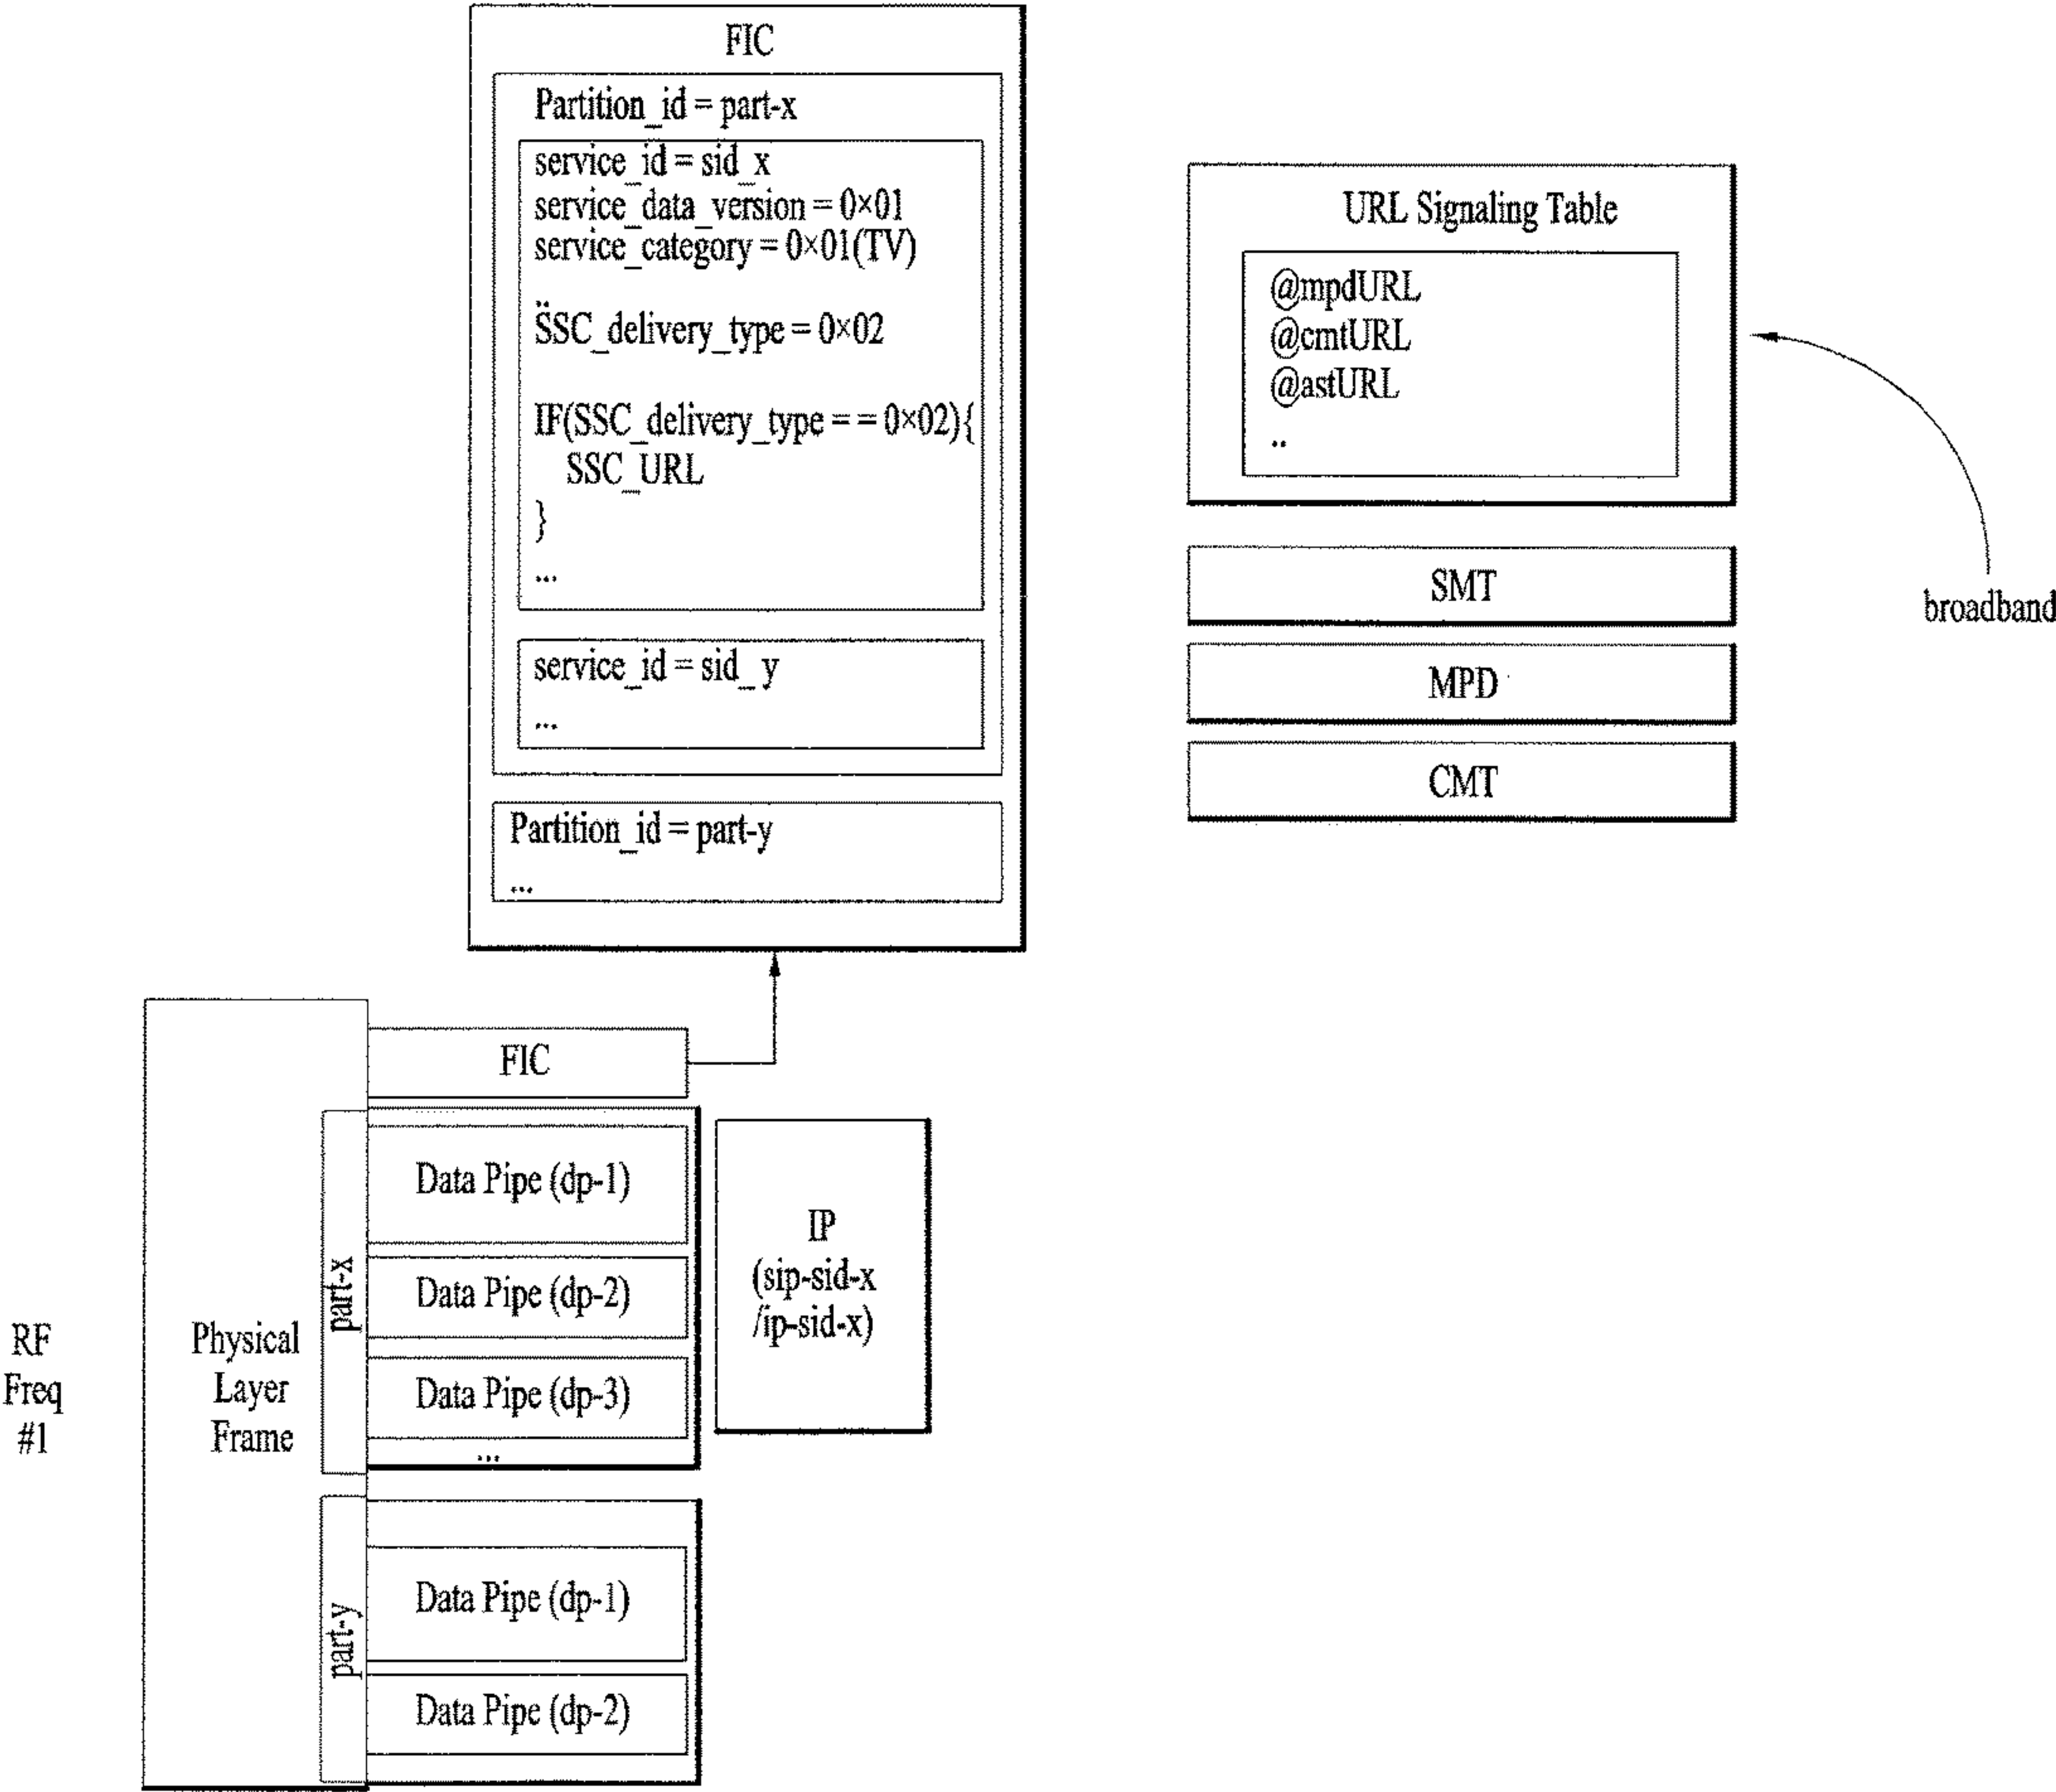 FIC
Partition_id = part-x
service_id = sid_x
service_data_version = 0×01
service_category = 0×01(TV)
..
SSC_delivery_type = 0×02
IF(SSC_delivery_type = = 0×02){
SSC_URL
}
...
service_id = sid_ y
...
Partition_id = part-y
...
URL Signaling Table
@mpdURL
@cmtURL
@astURL
..
SMT
MPD
CMT
broadband
RF
Freq
#1
Physical
Layer
Frame
FIC
part-x
Data Pipe (dp-1)
Data Pipe (dp-2)
Data Pipe (dp-3)
...
IP
(sip-sid-x
/ip-sid-x)
part-y
Data Pipe (dp-1)
Data Pipe (dp-2)